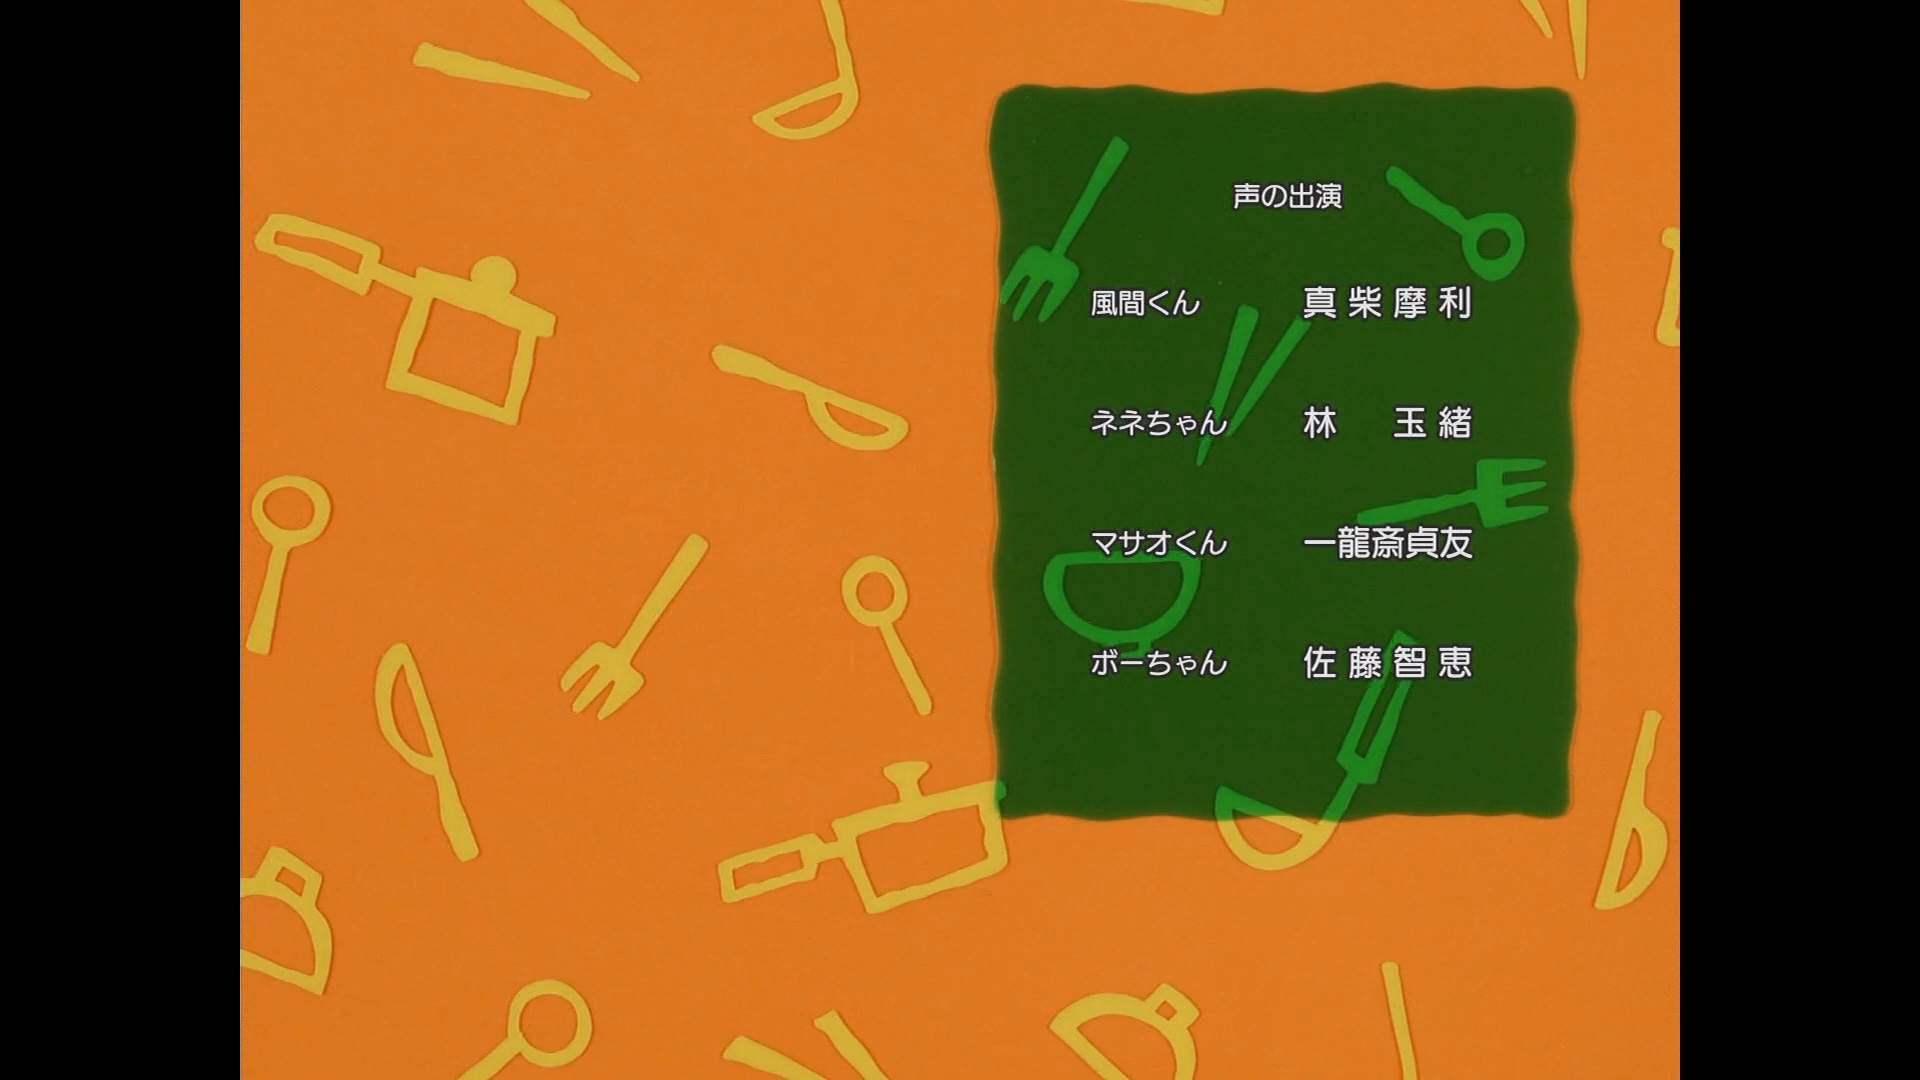 声の出演
風間くん 真柴摩利
ネネちゃん 林 玉緒
マサオくん 一龍斎貞友
ボーちゃん 佐藤智恵